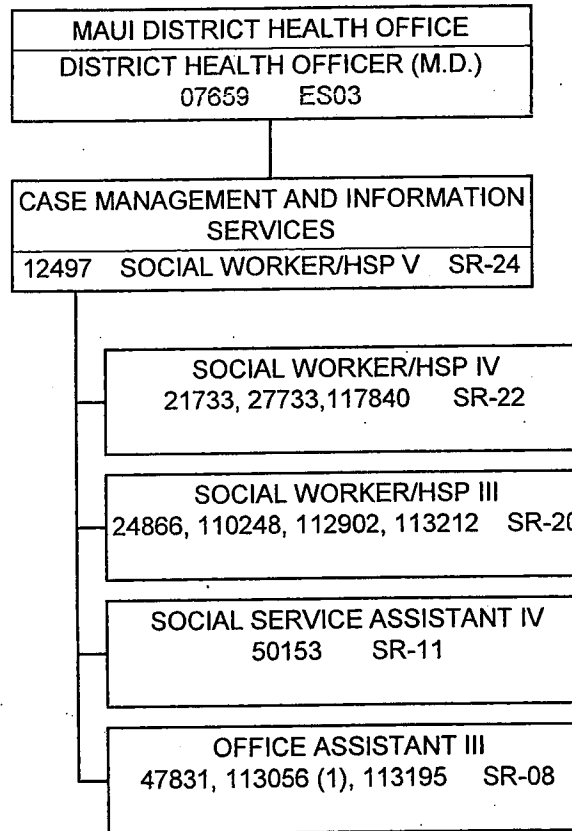 MAUI DISTRICT HEALTH OFFICE
DISTRICT HEALTH OFFICER (M.D.)
07659 ES03
CASE MANAGEMENT AND INFORMATION
SERVICES
12497 SOCIAL WORKER/HSP V SR-24
SOCIAL WORKER/HSP IV
21733, 27733,117840 SR-22
SOCIAL WORKER/HSP III
24866, 110248, 112902, 113212 SR-20
SOCIAL SERVICE ASSISTANT IV
50153 SR-11
OFFICE ASSISTANT III
47831, 113056 (1), 113195 SR-08